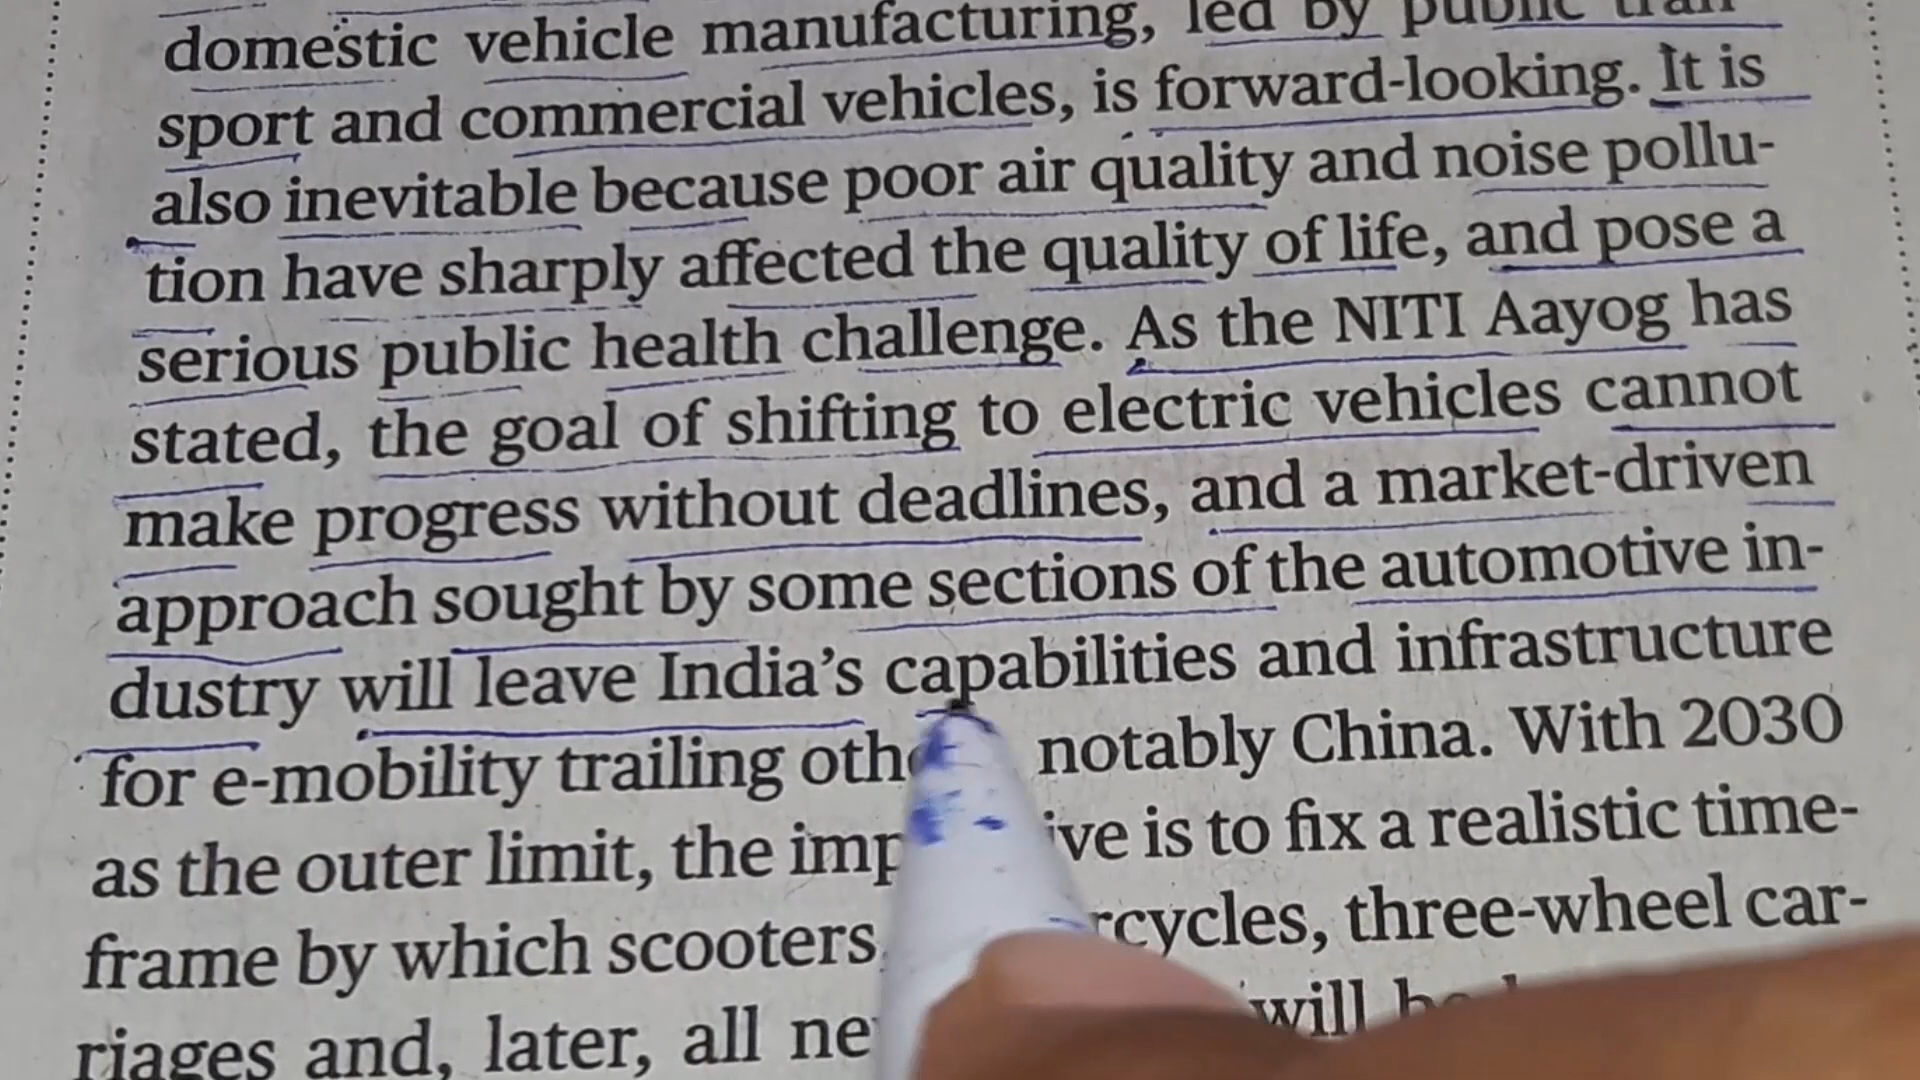 domestic vehicle manufacturing, led by public tran
sport and commercial vehicles, is forward-looking. It is
also inevitable because poor air quality and noise pollu-
tion have sharply affected the quality of life, and pose a
serious public health challenge. As the NITI Aayog has
stated, the goal of shifting to electric vehicles cannot
make progress without deadlines, and a market-driven
approach sought by some sections of the automotive in-
dustry will leave India's capabilities and infrastructure
for e-mobility trailing notably China. With 2030
as the outer limit, the is to fix a realistic time-
frame by which scooters three-wheel car-
riages and, later, all will